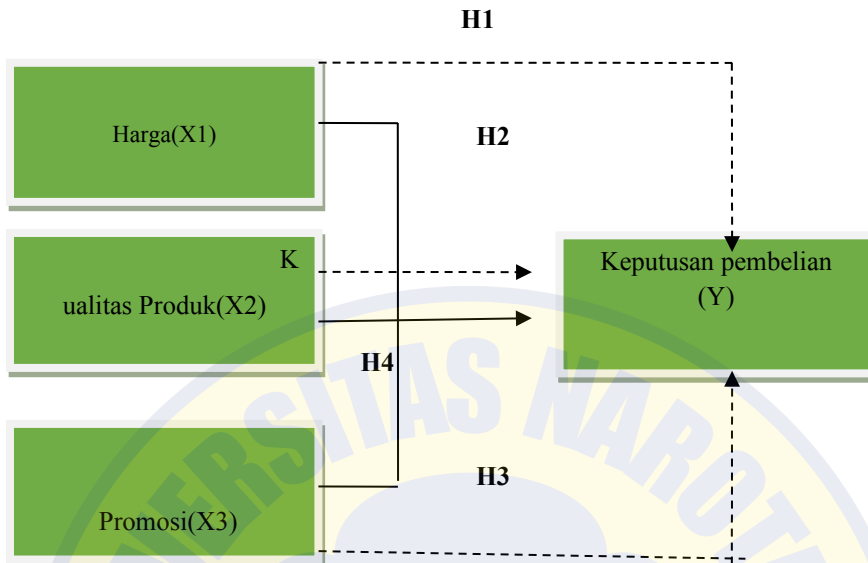 H1
Harga(X1)
H2
K
ualitas Produk(X2)
Keputusan pembelian
(Y)
H4
H3
Promosi(X3)